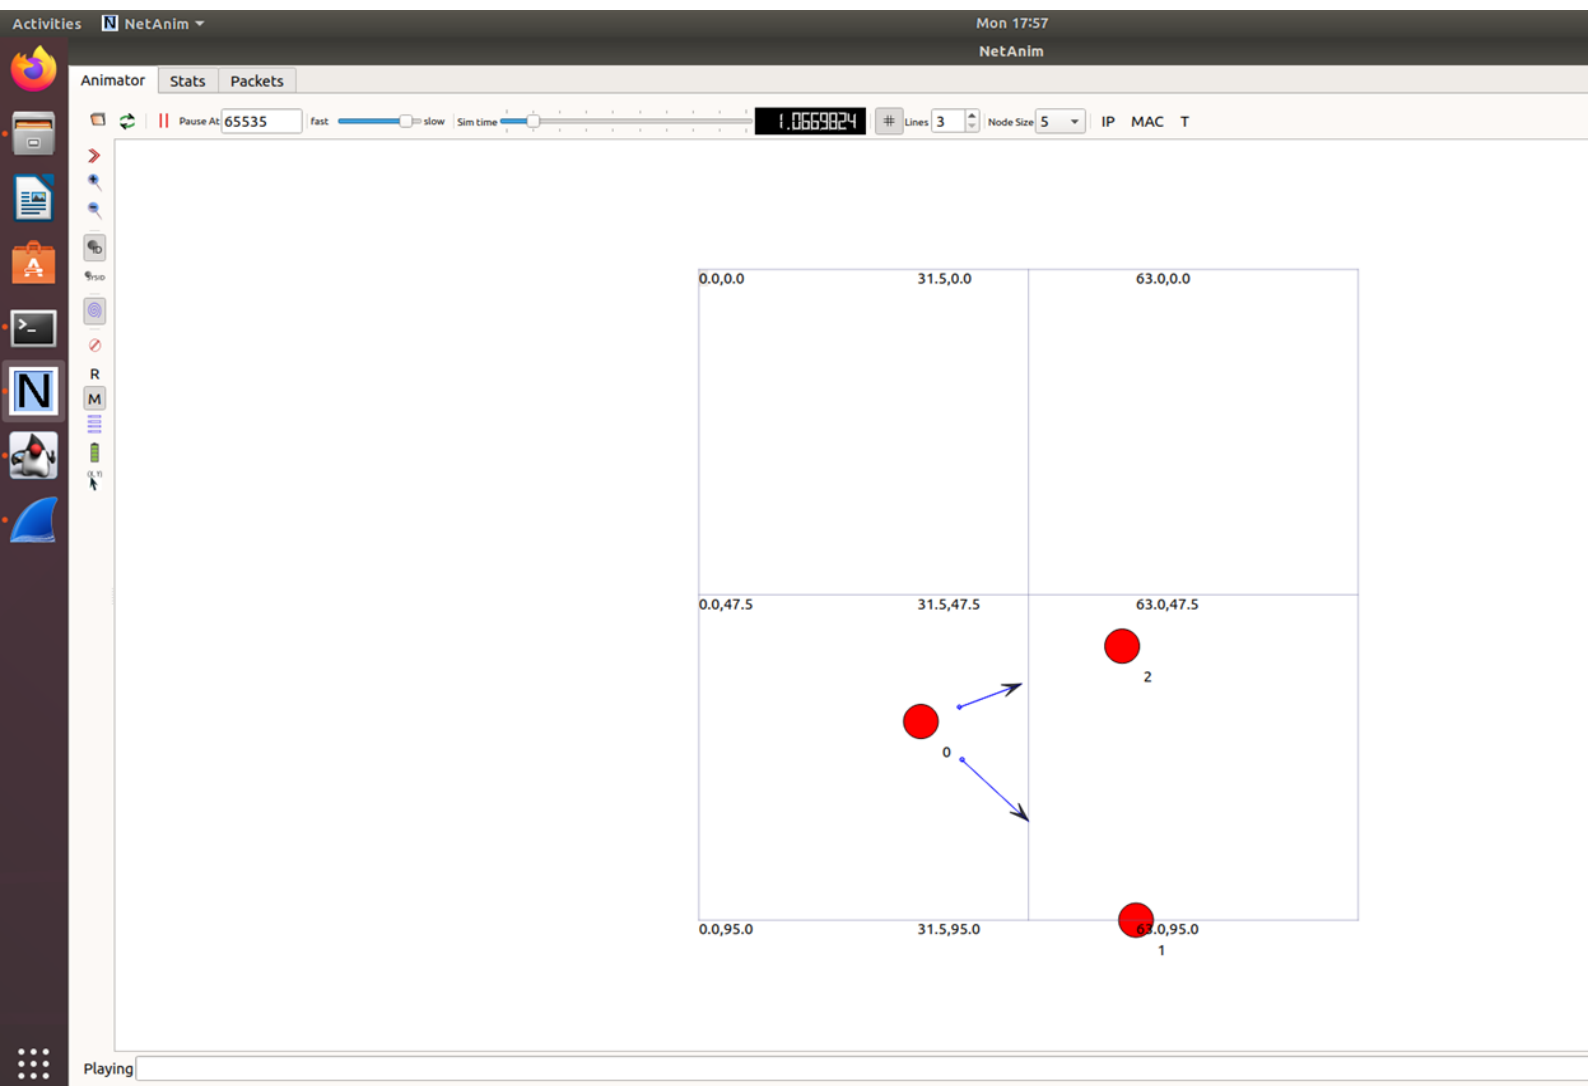 Activities NetAnim Mon 17:57
NetAnim
Animator Stats Packets
Pause At 65535 fast slow Sim time 1.0669824 # Lines 3 Node Size 5 IP MAC T
ID
SYSID
R
M
(X,Y)
0.0,0.0 31.5,0.0 63.0,0.0
0.0,47.5 31.5,47.5 63.0,47.5
2
0
0.0,95.0 31.5,95.0 63.0,95.0
1
Playing